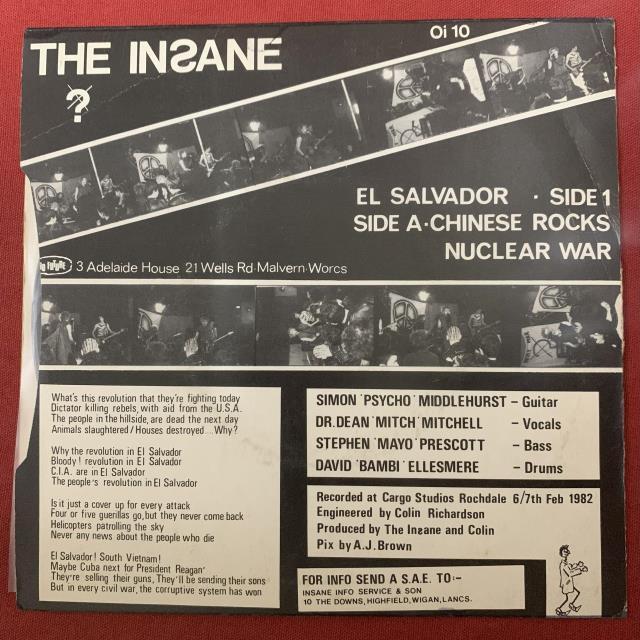 Oi 10
THE INSANE
?
EL SALVADOR · SIDE 1
SIDE A · CHINESE ROCKS
NUCLEAR WAR
NO FUTURE 3 Adelaide House 21 Wells Rd · Malvern · Worcs
What's this revolution that they're fighting today
Dictator killing rebels, with aid from the U.S.A.
The people in the hillside, are dead the next day
Animals slaughtered / Houses destroyed... Why?
Why the revolution in El Salvador
Bloody! revolution in El Salvador
C.I.A. are in El Salvador
The people's revolution in El Salvador
Is it just a cover up for every attack
Four or five guerillas go, but they never come back
Helicopters patrolling the sky
Never any news about the people who die
El Salvador! South Vietnam!
Maybe Cuba next for President Reagan'
They're selling their guns, They'll be sending their sons
But in every civil war, the corruptive system has won
SIMON 'PSYCHO' MIDDLEHURST – Guitar
DR. DEAN 'MITCH' MITCHELL – Vocals
STEPHEN 'MAYO' PRESCOTT – Bass
DAVID 'BAMBI' ELLESMERE – Drums
Recorded at Cargo Studios Rochdale 6/7th Feb 1982
Engineered by Colin Richardson
Produced by The Insane and Colin
Pix by A.J. Brown
FOR INFO SEND A S.A.E. TO:-
INSANE INFO SERVICE & SON
10 THE DOWNS, HIGHFIELD, WIGAN, LANCS.